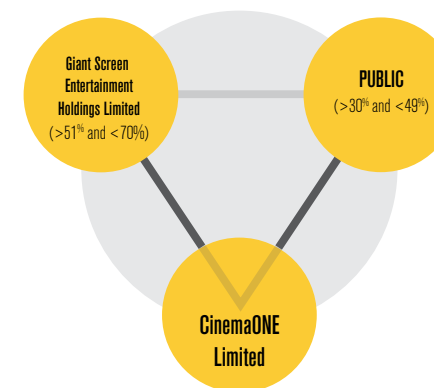 Giant Screen
Entertainment
Holdings Limited
(>51% and <70%)
PUBLIC
(>30% and <49%)
CinemaONE
Limited